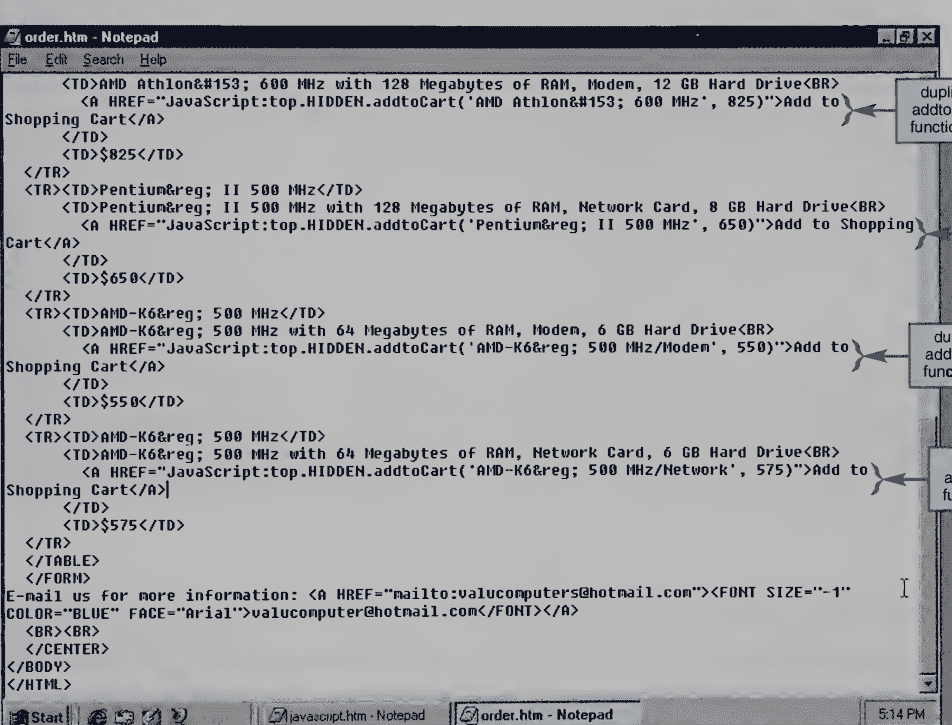 order.htm - Notepad
File Edit Search Help
<TD>AMD Athlon&#153; 600 MHz with 128 Megabytes of RAM, Modem, 12 GB Hard Drive<BR>
<A HREF="JavaScript:top.HIDDEN.addtoCart('AMD Athlon&#153; 600 MHz', 825)">Add to
Shopping Cart</A>
</TD>
<TD>$825</TD>
</TR>
<TR><TD>Pentium&reg; II 500 MHz</TD>
<TD>Pentium&reg; II 500 MHz with 128 Megabytes of RAM, Network Card, 8 GB Hard Drive<BR>
<A HREF="JavaScript:top.HIDDEN.addtoCart('Pentium&reg; II 500 MHz', 650)">Add to Shopping
Cart</A>
</TD>
<TD>$650</TD>
</TR>
<TR><TD>AMD-K6&reg; 500 MHz</TD>
<TD>AMD-K6&reg; 500 MHz with 64 Megabytes of RAM, Modem, 6 GB Hard Drive<BR>
<A HREF="JavaScript:top.HIDDEN.addtoCart('AMD-K6&reg; 500 MHz/Modem', 550)">Add to
Shopping Cart</A>
</TD>
<TD>$550</TD>
</TR>
<TR><TD>AMD-K6&reg; 500 MHz</TD>
<TD>AMD-K6&reg; 500 MHz with 64 Megabytes of RAM, Network Card, 6 GB Hard Drive<BR>
<A HREF="JavaScript:top.HIDDEN.addtoCart('AMD-K6&reg; 500 MHz/Network', 575)">Add to
Shopping Cart</A>
</TD>
<TD>$575</TD>
</TR>
</TABLE>
</FORM>
E-mail us for more information: <A HREF="mailto:valucomputers@hotmail.com"><FONT SIZE="-1"
COLOR="BLUE" FACE="Arial">valucomputer@hotmail.com</FONT></A>
<BR><BR>
</CENTER>
</BODY>
</HTML>
Start javascript.htm - Notepad order.htm - Notepad 5:14 PM